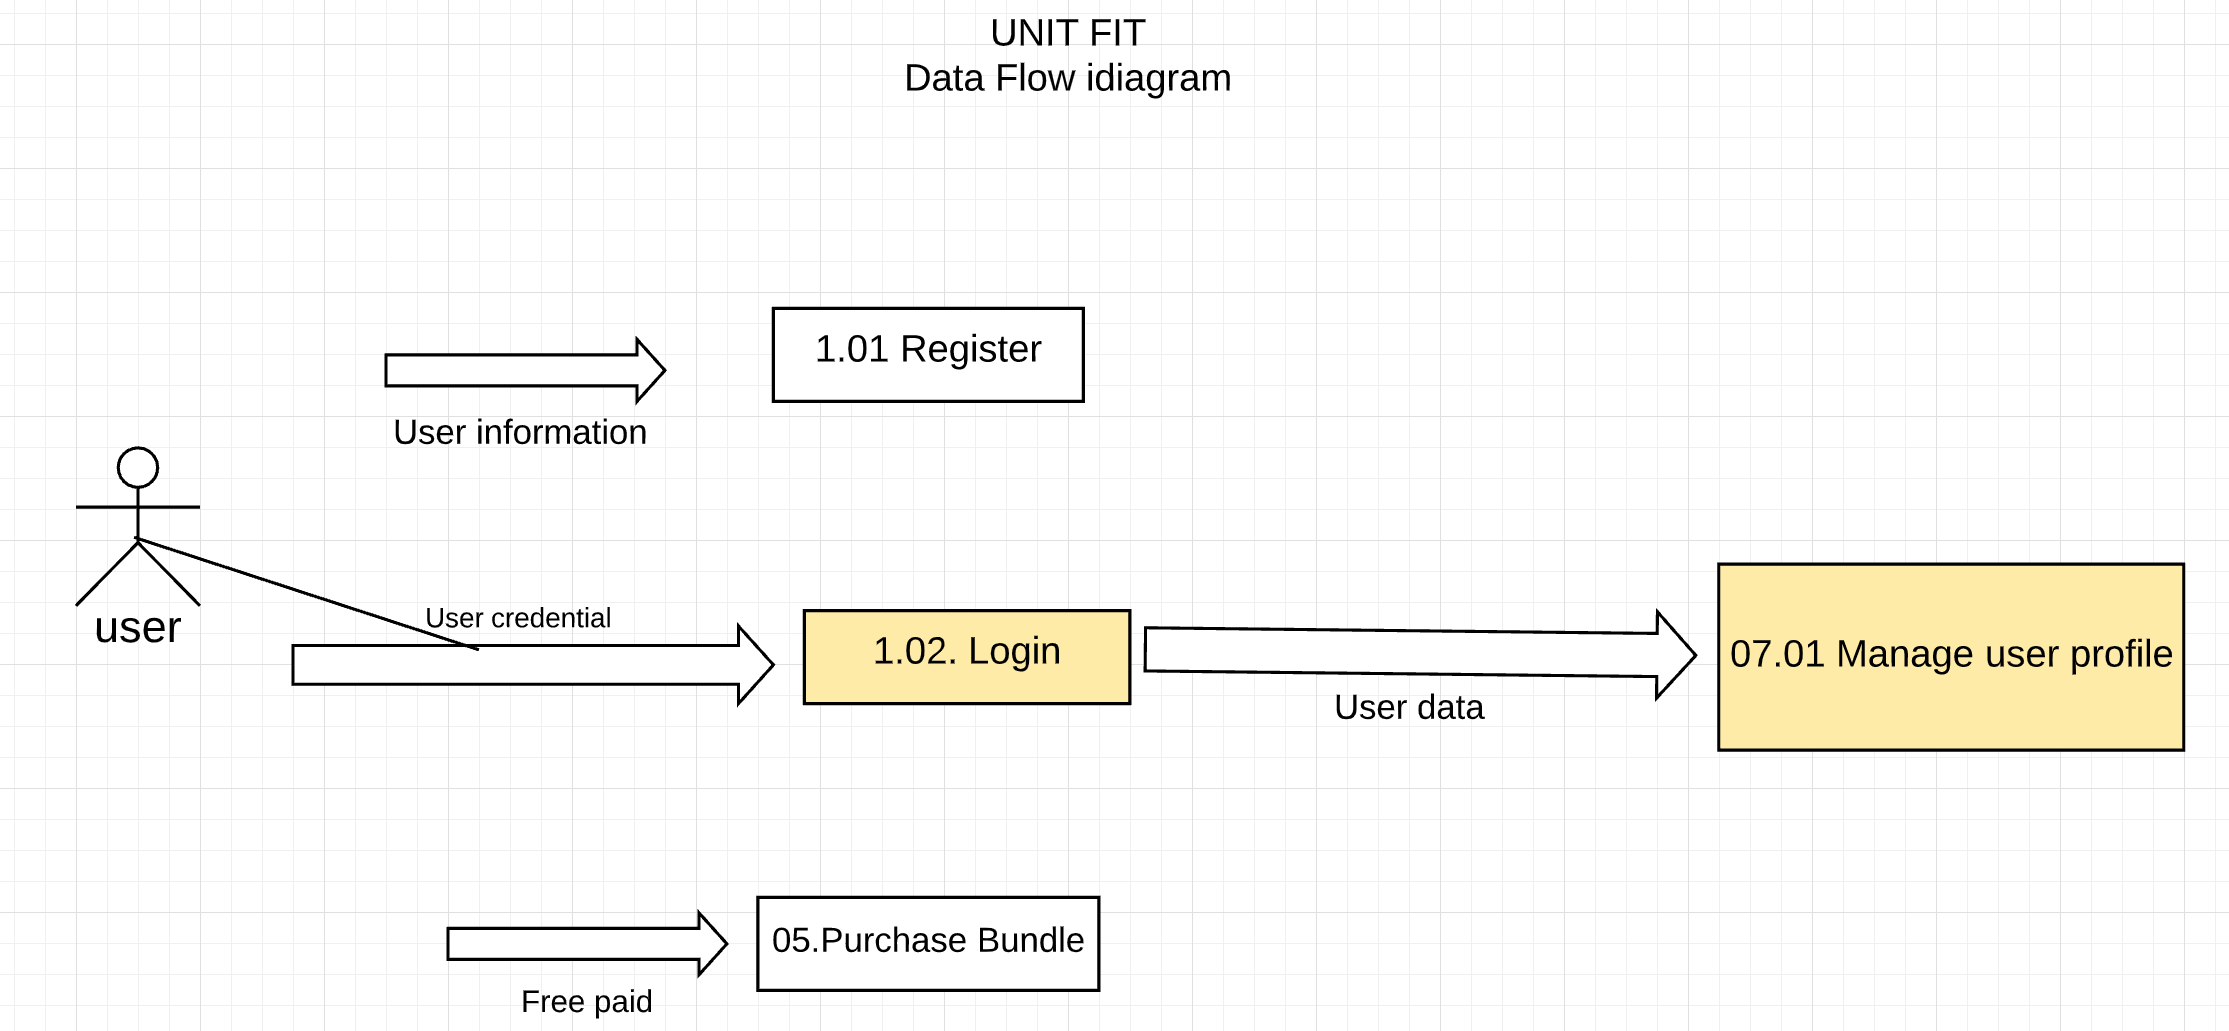 UNIT FIT
Data Flow idiagram
1.01 Register
User information
user
User credential
1.02. Login
User data
07.01 Manage user profile
05.Purchase Bundle
Free paid